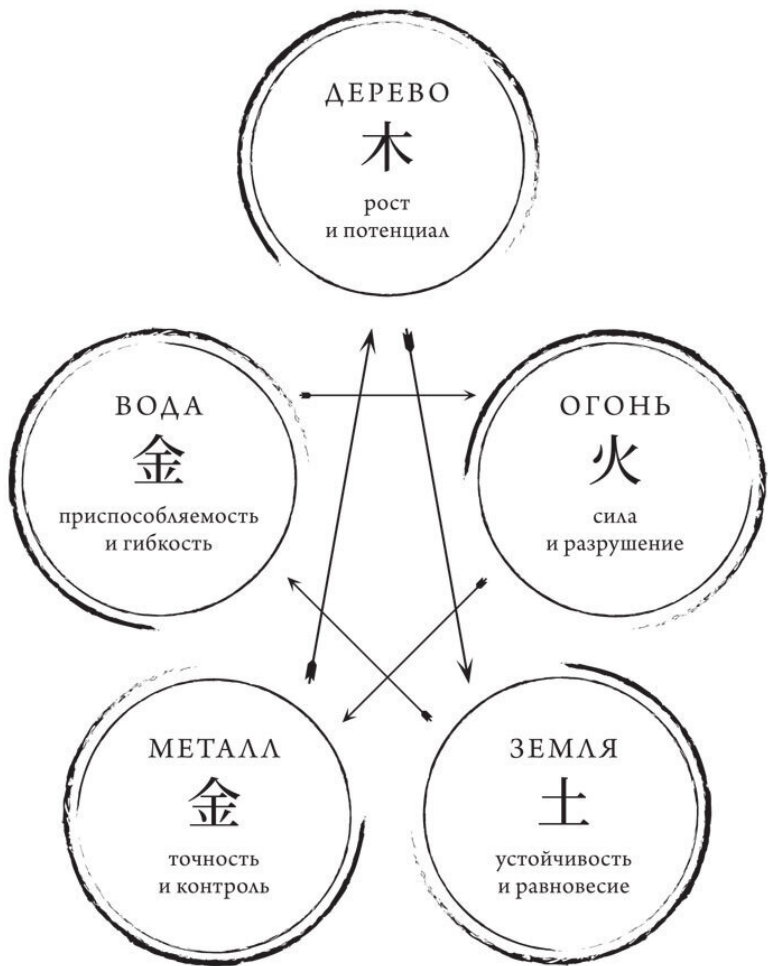 ДЕРЕВО
木
рост
и потенциал
ВОДА
金
приспособляемость
и гибкость
ОГОНЬ
火
сила
и разрушение
МЕТАЛЛ
金
точность
и контроль
ЗЕМЛЯ
土
устойчивость
и равновесие